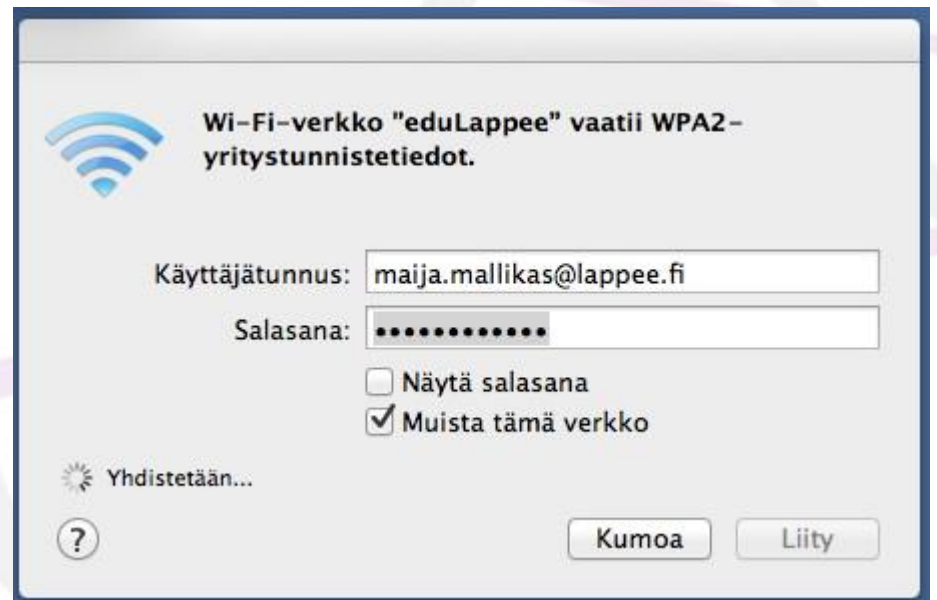 Wi-Fi-verkko "eduLappee" vaatii WPA2-
yritystunnistetiedot.
Käyttäjätunnus: maija.mallikas@lappee.fi
Salasana: ••••••••••••
Näytä salasana
Muista tämä verkko
Yhdistetään...
? Kumoa Liity